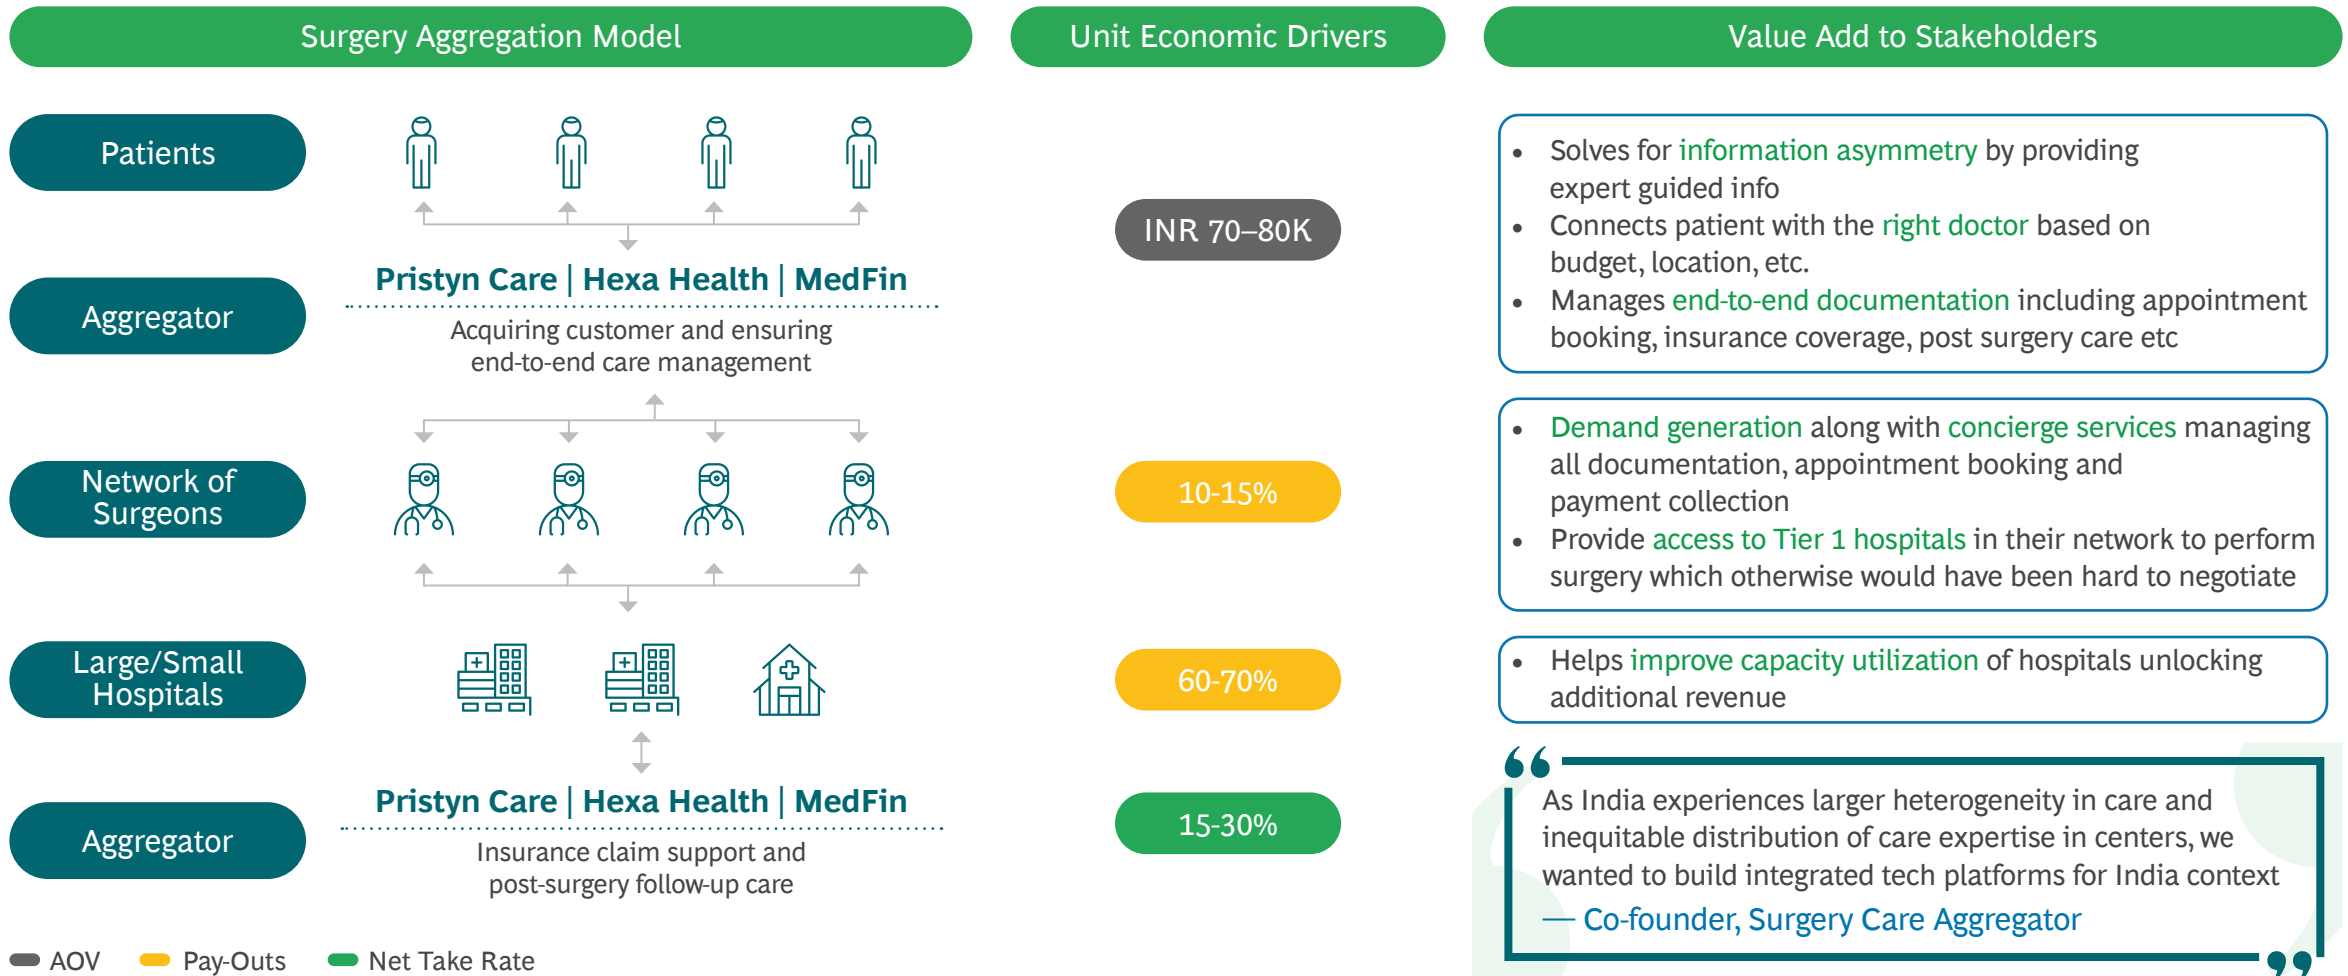 Surgery Aggregation Model
Unit Economic Drivers
Value Add to Stakeholders
Patients
INR 70–80K
• Solves for information asymmetry by providing
expert guided info
• Connects patient with the right doctor based on
budget, location, etc.
• Manages end-to-end documentation including appointment
booking, insurance coverage, post surgery care etc
Aggregator
Pristyn Care | Hexa Health | MedFin
Acquiring customer and ensuring
end-to-end care management
Network of
Surgeons
10-15%
• Demand generation along with concierge services managing
all documentation, appointment booking and
payment collection
• Provide access to Tier 1 hospitals in their network to perform
surgery which otherwise would have been hard to negotiate
Large/Small
Hospitals
60-70%
• Helps improve capacity utilization of hospitals unlocking
additional revenue
Aggregator
Pristyn Care | Hexa Health | MedFin
Insurance claim support and
post-surgery follow-up care
15-30%
“
As India experiences larger heterogeneity in care and
inequitable distribution of care expertise in centers, we
wanted to build integrated tech platforms for India context
— Co-founder, Surgery Care Aggregator
”
AOV
Pay-Outs
Net Take Rate